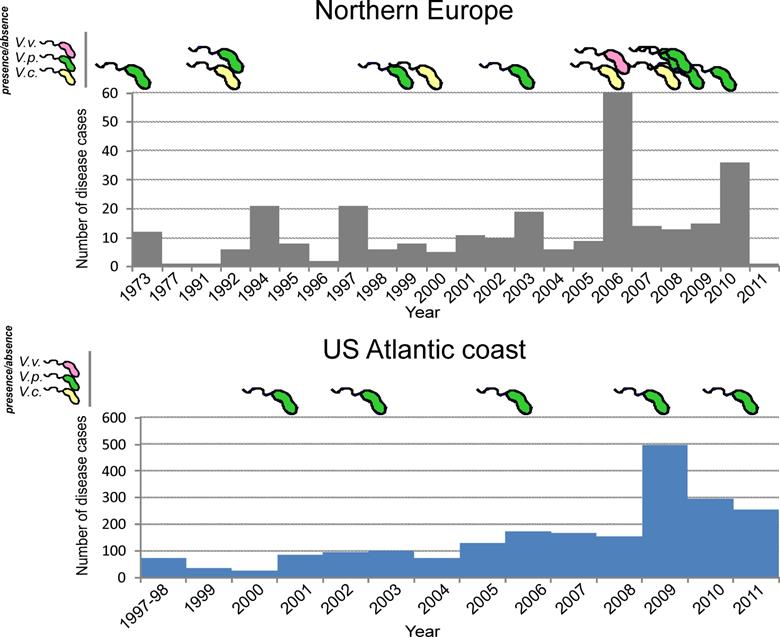 Northern Europe
presence/absence
V.v.
V.p.
V.c.
Number of disease cases
60
50
40
30
20
10
0
1973 1977 1991 1992 1994 1995 1996 1997 1998 1999 2000 2001 2002 2003 2004 2005 2006 2007 2008 2009 2010 2011
Year
US Atlantic coast
presence/absence
V.v.
V.p.
V.c.
Number of disease cases
600
500
400
300
200
100
0
1997-98 1999 2000 2001 2002 2003 2004 2005 2006 2007 2008 2009 2010 2011
Year